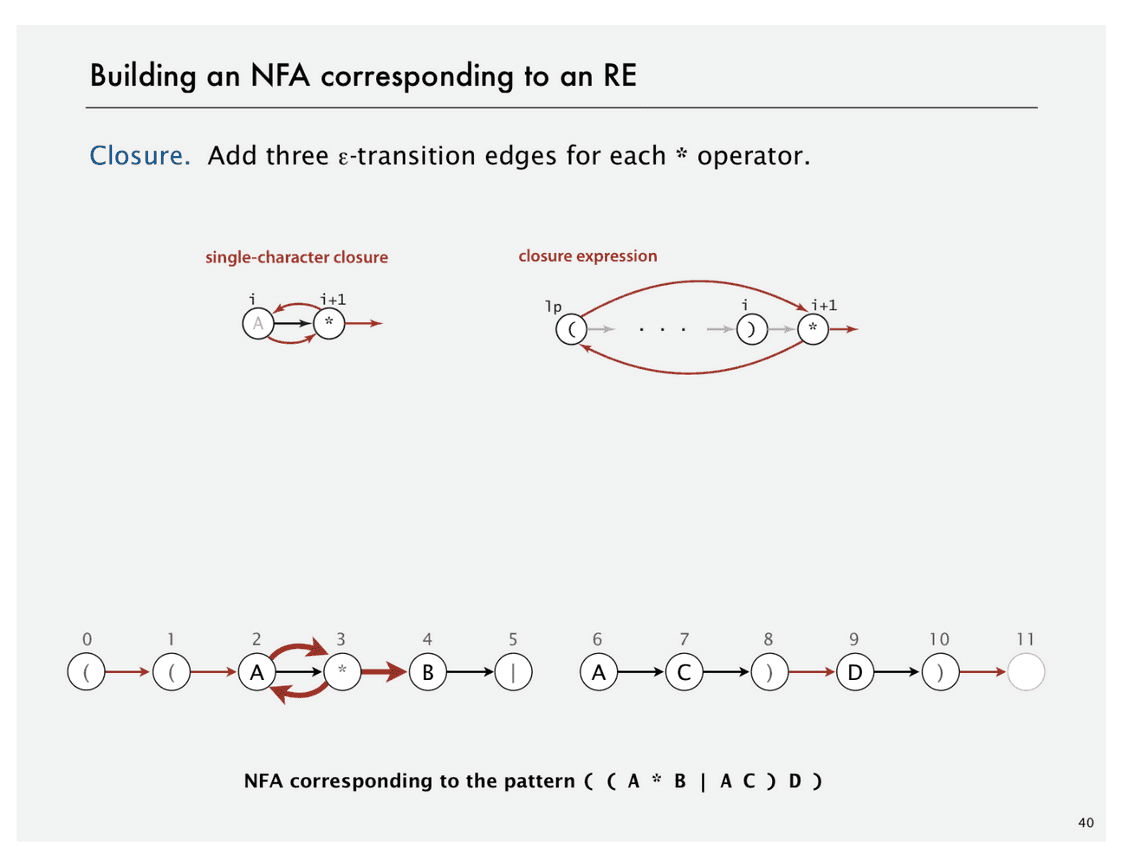 Building an NFA corresponding to an RE
Closure. Add three ε-transition edges for each * operator.
single-character closure
i i+1
A *
closure expression
lp i i+1
( . . . ) *
0 1 2 3 4 5 6 7 8 9 10 11
( ( A * B | A C ) D )
NFA corresponding to the pattern ( ( A * B | A C ) D )
40